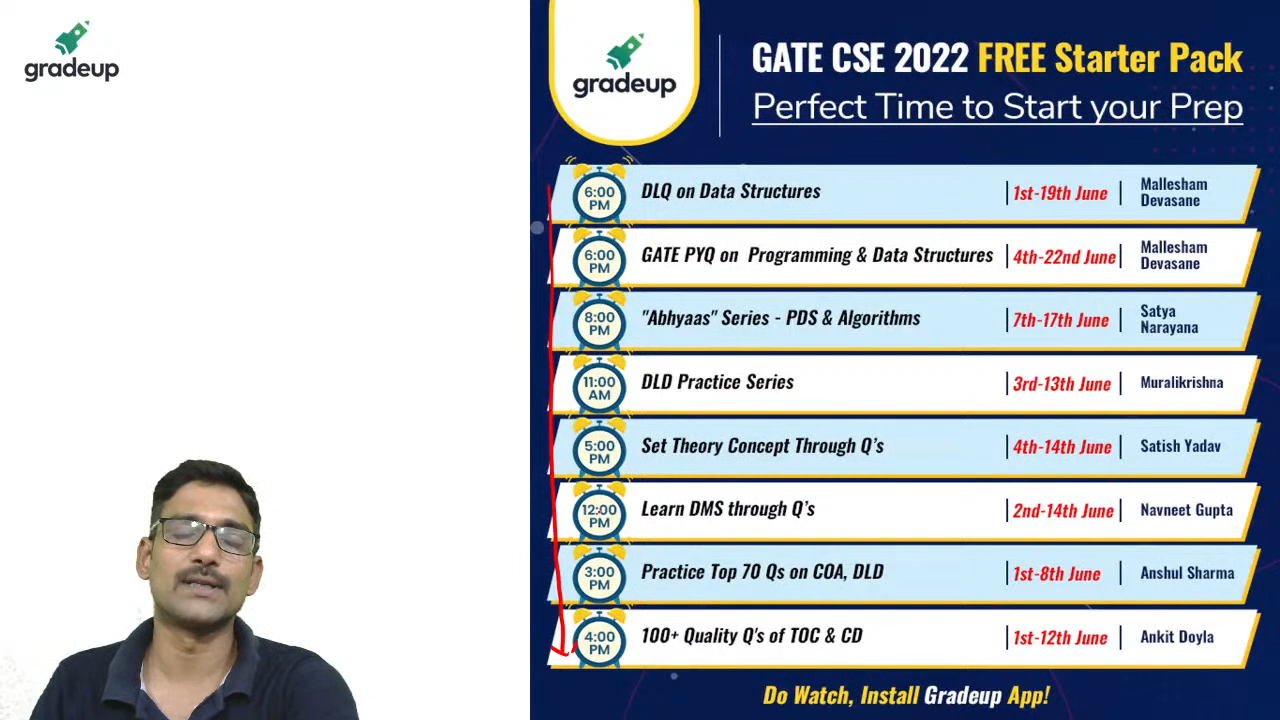 gradeup
gradeup
GATE CSE 2022 FREE Starter Pack
Perfect Time to Start your Prep
6:00 PM DLQ on Data Structures 1st-19th June Mallesham Devasane
6:00 PM GATE PYQ on Programming & Data Structures 4th-22nd June Mallesham Devasane
8:00 PM "Abhyaas" Series - PDS & Algorithms 7th-17th June Satya Narayana
11:00 AM DLD Practice Series 3rd-13th June Muralikrishna
5:00 PM Set Theory Concept Through Q's 4th-14th June Satish Yadav
12:00 PM Learn DMS through Q's 2nd-14th June Navneet Gupta
3:00 PM Practice Top 70 Qs on COA, DLD 1st-8th June Anshul Sharma
4:00 PM 100+ Quality Q's of TOC & CD 1st-12th June Ankit Doyla
Do Watch, Install Gradeup App!